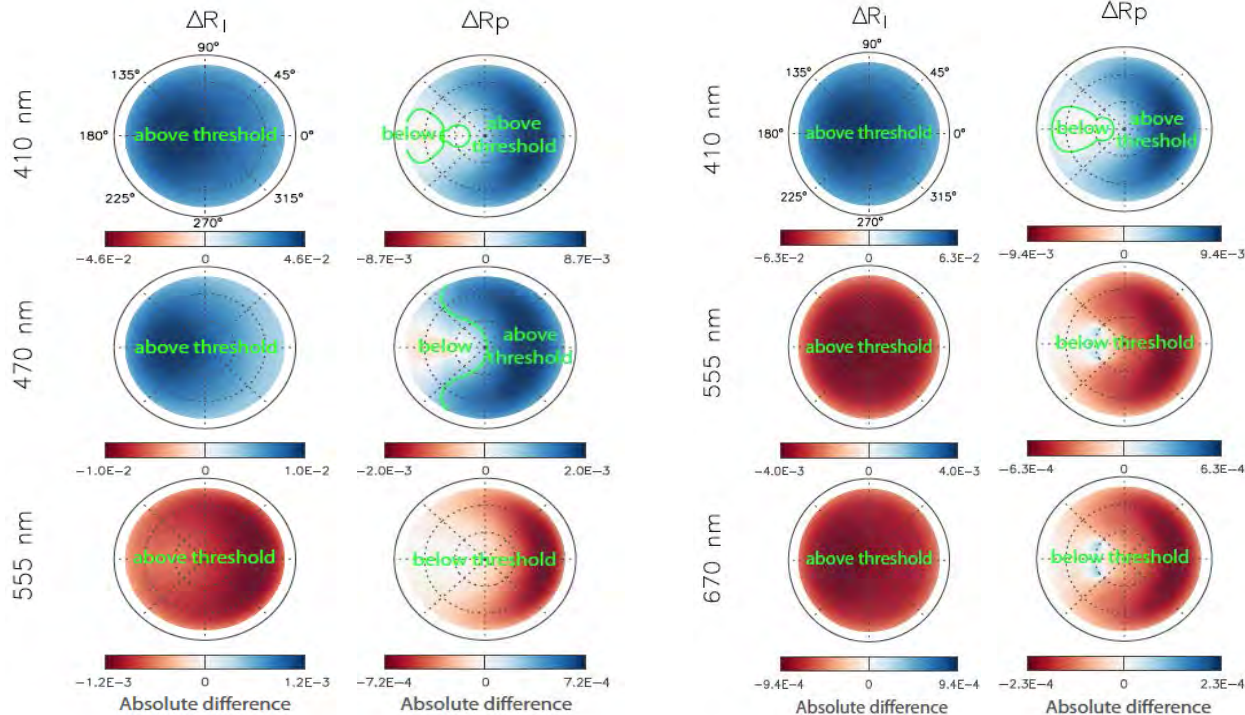 ΔR_I ΔRp ΔR_I ΔRp
410 nm
90°
135° 45°
180° above threshold 0°
225° 315°
270°
−4.6E−2 0 4.6E−2
below above threshold
−8.7E−3 0 8.7E−3
410 nm
90°
135° 45°
180° above threshold 0°
225° 315°
270°
−6.3E−2 0 6.3E−2
below above threshold
−9.4E−3 0 9.4E−3
470 nm
above threshold
−1.0E−2 0 1.0E−2
below above threshold
−2.0E−3 0 2.0E−3
555 nm
above threshold
−4.0E−3 0 4.0E−3
below threshold
−6.3E−4 0 6.3E−4
555 nm
above threshold
−1.2E−3 0 1.2E−3
below threshold
−7.2E−4 0 7.2E−4
670 nm
above threshold
−9.4E−4 0 9.4E−4
below threshold
−2.3E−4 0 2.3E−4
Absolute difference Absolute difference Absolute difference Absolute difference